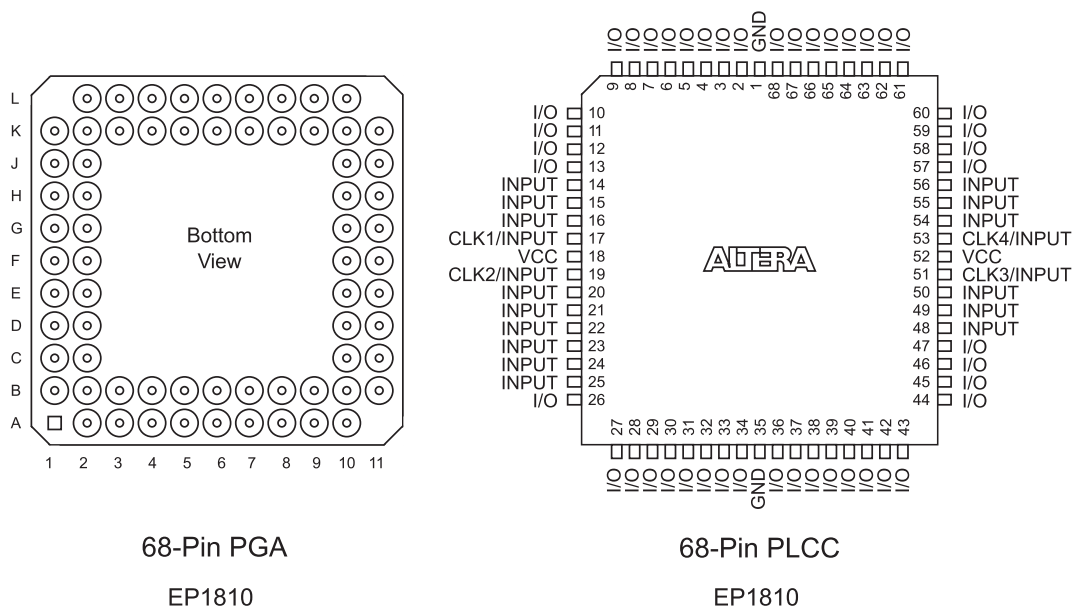 L
K
J
H
G
F
E
D
C
B
A
1 2 3 4 5 6 7 8 9 10 11
Bottom
View
68-Pin PGA
EP1810
I/O I/O I/O I/O I/O I/O I/O I/O GND I/O I/O I/O I/O I/O I/O I/O I/O
9 8 7 6 5 4 3 2 1 68 67 66 65 64 63 62 61
I/O 10 60 I/O
I/O 11 59 I/O
I/O 12 58 I/O
I/O 13 57 I/O
INPUT 14 56 INPUT
INPUT 15 55 INPUT
INPUT 16 54 INPUT
CLK1/INPUT 17 53 CLK4/INPUT
VCC 18 52 VCC
CLK2/INPUT 19 51 CLK3/INPUT
INPUT 20 50 INPUT
INPUT 21 49 INPUT
INPUT 22 48 INPUT
INPUT 23 47 I/O
INPUT 24 46 I/O
INPUT 25 45 I/O
I/O 26 44 I/O
ALTERA
27 28 29 30 31 32 33 34 35 36 37 38 39 40 41 42 43
I/O I/O I/O I/O I/O I/O I/O I/O GND I/O I/O I/O I/O I/O I/O I/O I/O
68-Pin PLCC
EP1810